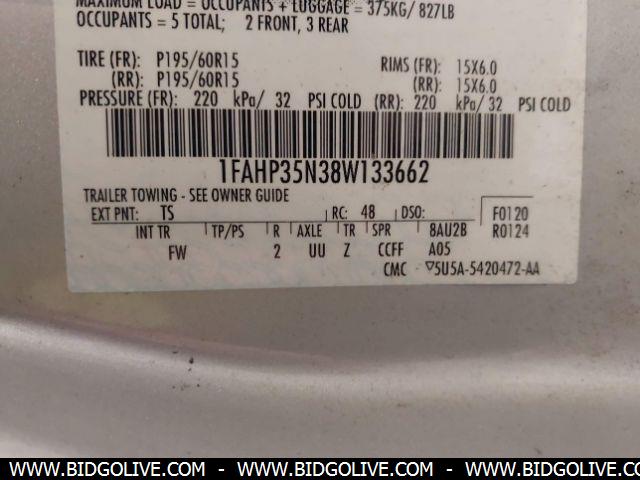 MAXIMUM LOAD = OCCUPANTS + LUGGAGE = 375KG/ 827LB
OCCUPANTS = 5 TOTAL; 2 FRONT, 3 REAR
TIRE (FR): P195/60R15 RIMS (FR): 15X6.0
(RR): P195/60R15 (RR): 15X6.0
PRESSURE (FR): 220 kPa/ 32 PSI COLD (RR): 220 kPa/ 32 PSI COLD
1FAHP35N38W133662
TRAILER TOWING - SEE OWNER GUIDE
EXT PNT: TS RC: 48 DSO: F0120
INT TR TP/PS R AXLE TR SPR 8AU2B R0124
FW 2 UU Z CCFF A05
CMC ▽5U5A-5420472-AA
WWW.BIDGOLIVE.COM - WWW.BIDGOLIVE.COM - WWW.BIDGOLIVE.COM